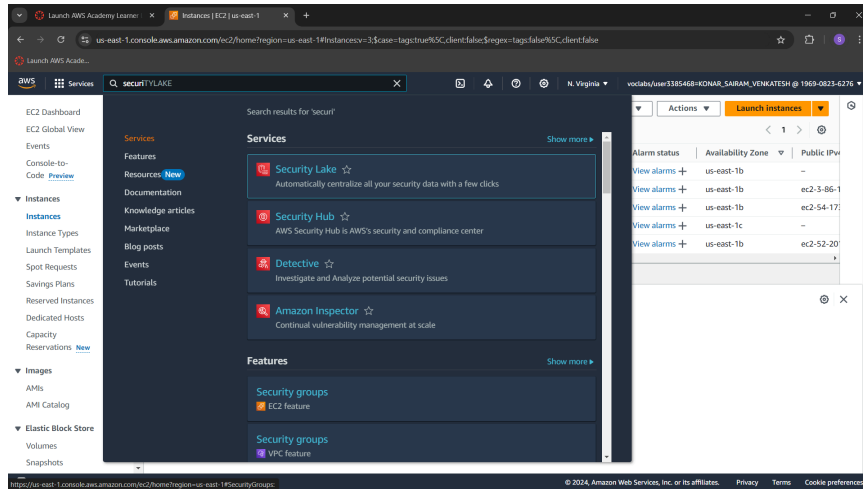 Launch AWS Academy Learner
Instances | EC2 | us-east-1
us-east-1.console.aws.amazon.com/ec2/home?region=us-east-1#Instances:v=3;$case=tags:true%5C,client:false;$regex=tags:false%5C,client:false
Launch AWS Acade...
aws
Services
securiTYLAKE
N. Virginia
voclabs/user3385468=KONAR_SAIRAM_VENKATESH @ 1969-0823-6276
EC2 Dashboard
EC2 Global View
Events
Console-to-
Code Preview
Instances
Instances
Instance Types
Launch Templates
Spot Requests
Savings Plans
Reserved Instances
Dedicated Hosts
Capacity
Reservations New
Images
AMIs
AMI Catalog
Elastic Block Store
Volumes
Snapshots
Services
Features
Resources New
Documentation
Knowledge articles
Marketplace
Blog posts
Events
Tutorials
Search results for 'securi'
Services
Show more
Security Lake
Automatically centralize all your security data with a few clicks
Security Hub
AWS Security Hub is AWS's security and compliance center
Detective
Investigate and Analyze potential security issues
Amazon Inspector
Continual vulnerability management at scale
Features
Show more
Security groups
EC2 feature
Security groups
VPC feature
Actions
Launch instances
1
Alarm status
Availability Zone
Public IPv
View alarms +
us-east-1b
–
View alarms +
us-east-1b
ec2-3-86-1
View alarms +
us-east-1c
–
View alarms +
us-east-1b
ec2-52-20
https://us-east-1.console.aws.amazon.com/ec2/home?region=us-east-1#SecurityGroups:
© 2024, Amazon Web Services, Inc. or its affiliates.
Privacy
Terms
Cookie preferences